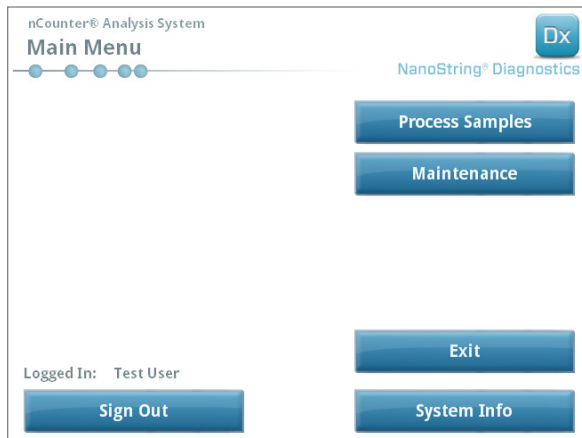 nCounter® Analysis System
Main Menu
Dx
NanoString® Diagnostics
Process Samples
Maintenance
Exit
Logged In: Test User
Sign Out
System Info